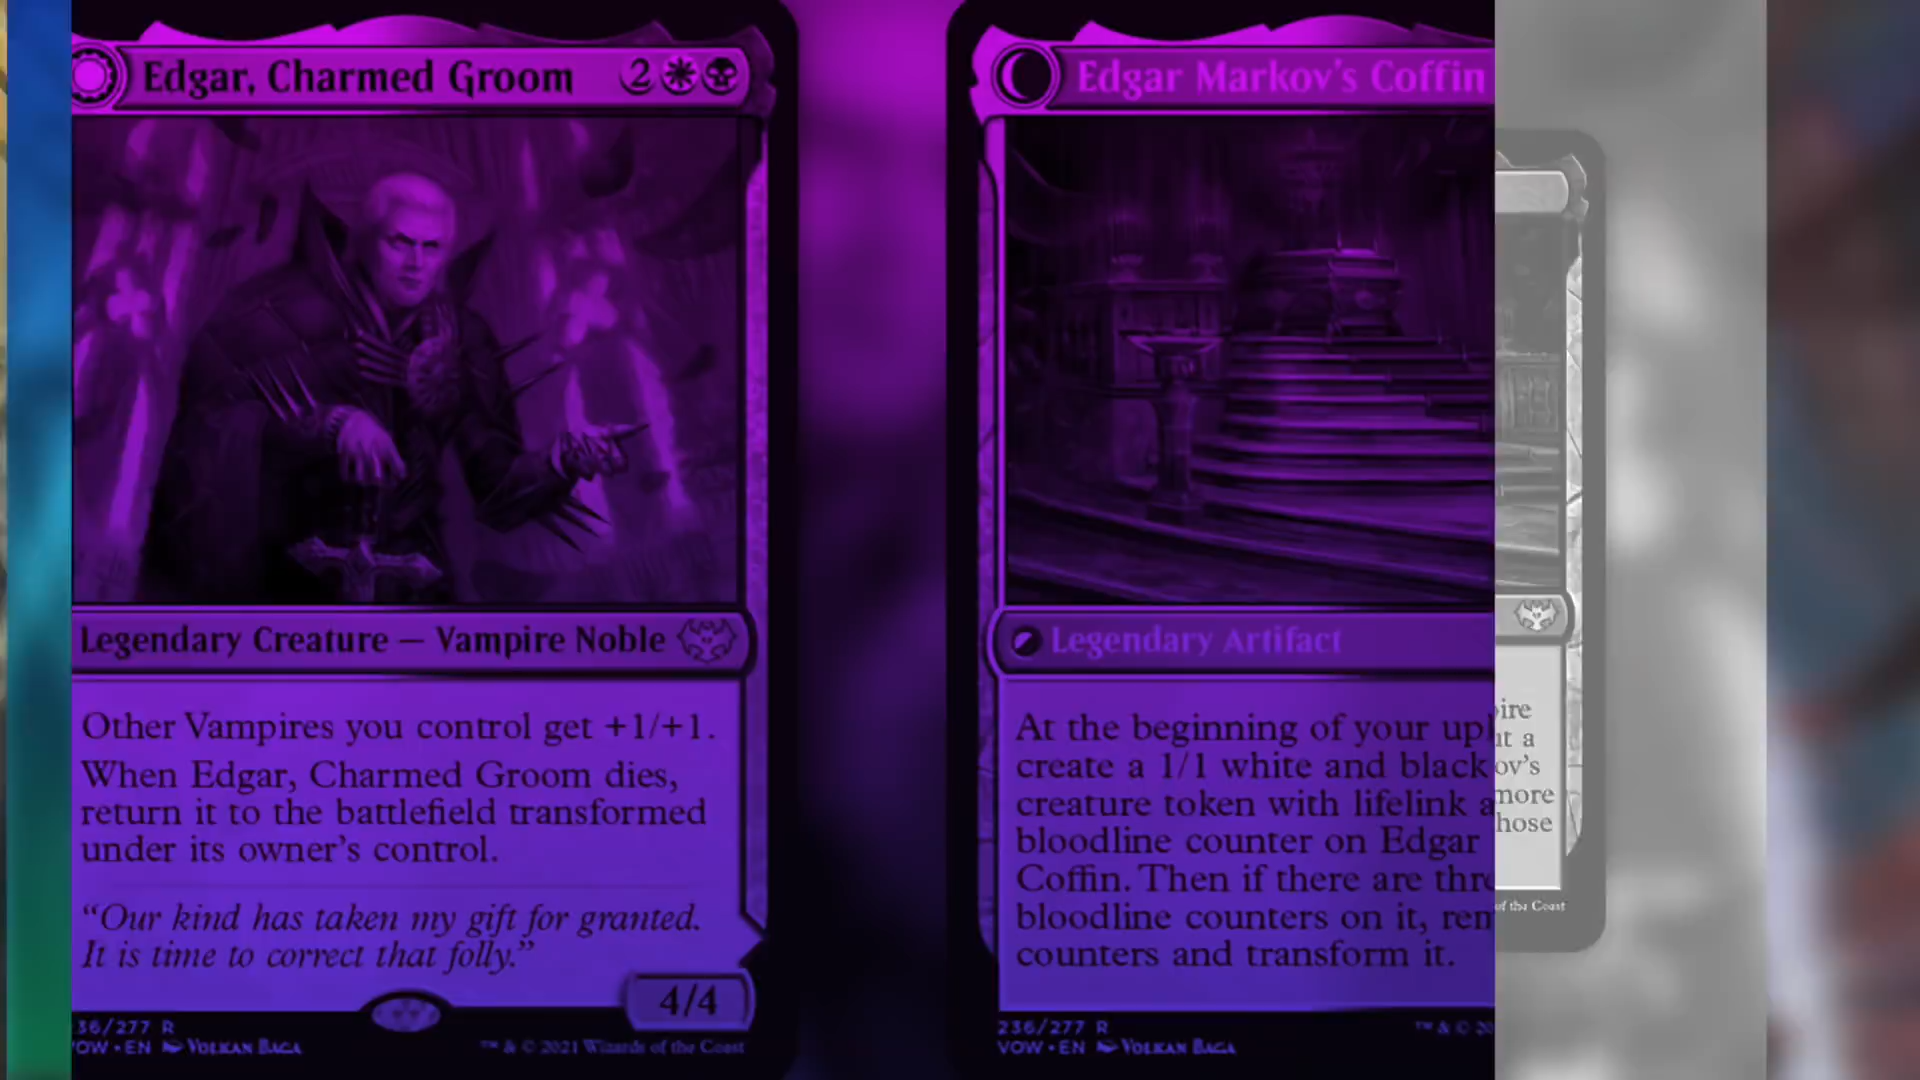 Edgar, Charmed Groom 2
Legendary Creature — Vampire Noble
Other Vampires you control get +1/+1.
When Edgar, Charmed Groom dies,
return it to the battlefield transformed
under its owner's control.
“Our kind has taken my gift for granted.
It is time to correct that folly.”
4/4
36/277 R
VOW • EN Volkan Baga
™ & © 2021 Wizards of the Coast
Edgar Markov's Coffin
Legendary Artifact
At the beginning of your up
create a 1/1 white and black
creature token with lifelink a
bloodline counter on Edgar
Coffin. Then if there are thre
bloodline counters on it, rem
counters and transform it.
236/277 R
VOW • EN Volkan Baga
™ & © 20
ire
ut a
ov's
more
hose
of the Coast